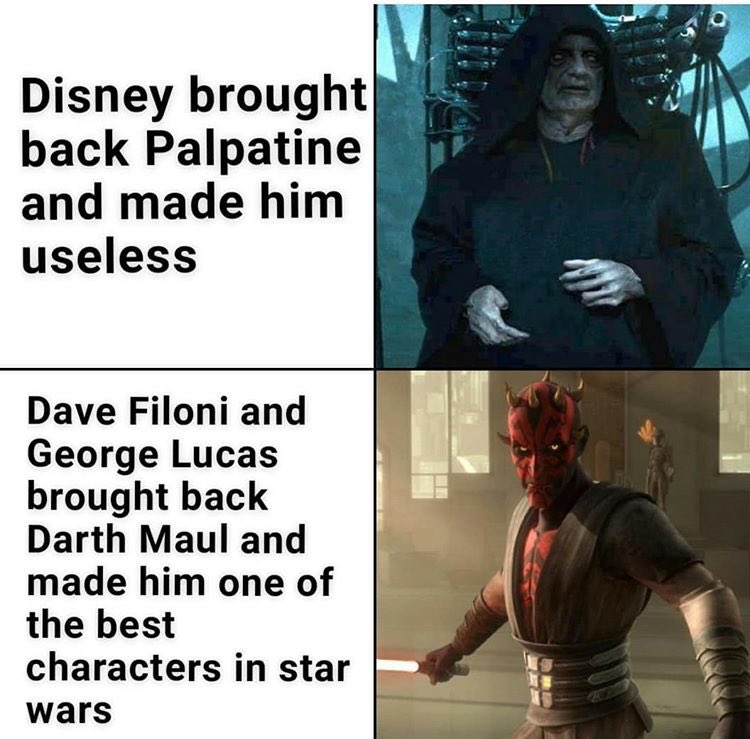 Disney brought
back Palpatine
and made him
useless
Dave Filoni and
George Lucas
brought back
Darth Maul and
made him one of
the best
characters in star
wars